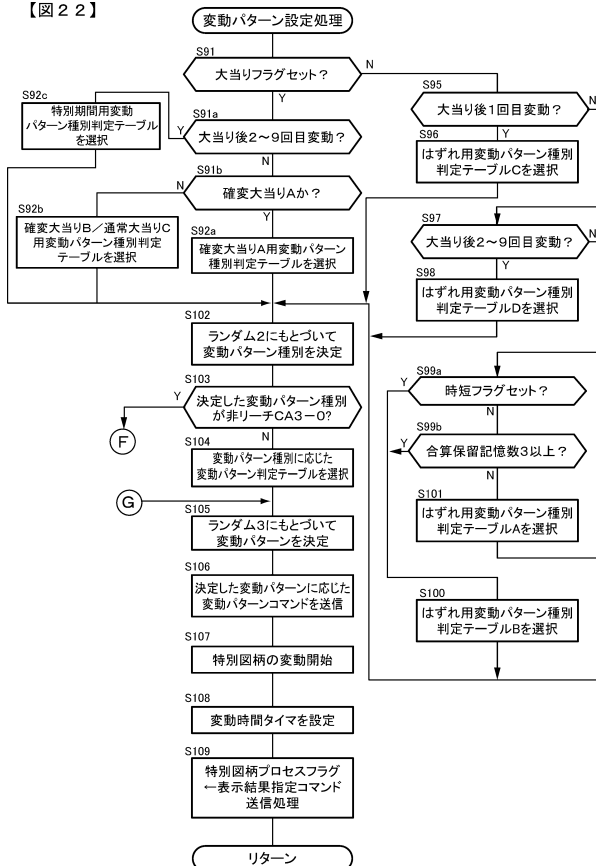 【図２２】
変動パターン設定処理
S91
大当りフラグセット？
N
Y
S92c
特別期間用変動
パターン種別判定テーブル
を選択
S91a
大当り後２～９回目変動？
Y
N
S91b
確変大当りＡか？
N
Y
S92b
確変大当りＢ／通常大当りＣ
用変動パターン種別判定
テーブルを選択
S92a
確変大当りＡ用変動パターン
種別判定テーブルを選択
S102
ランダム２にもとづいて
変動パターン種別を決定
S103
決定した変動パターン種別
が非リーチＣＡ３－０？
Y
N
F
S104
変動パターン種別に応じた
変動パターン判定テーブルを選択
G
S105
ランダム３にもとづいて
変動パターンを決定
S106
決定した変動パターンに応じた
変動パターンコマンドを送信
S107
特別図柄の変動開始
S108
変動時間タイマを設定
S109
特別図柄プロセスフラグ
←表示結果指定コマンド
送信処理
リターン
S95
大当り後１回目変動？
N
Y
S96
はずれ用変動パターン種別
判定テーブルＣを選択
S97
大当り後２～９回目変動？
N
Y
S98
はずれ用変動パターン種別
判定テーブルＤを選択
S99a
時短フラグセット？
Y
N
S99b
合算保留記憶数３以上？
Y
N
S101
はずれ用変動パターン種別
判定テーブルＡを選択
S100
はずれ用変動パターン種別
判定テーブルＢを選択